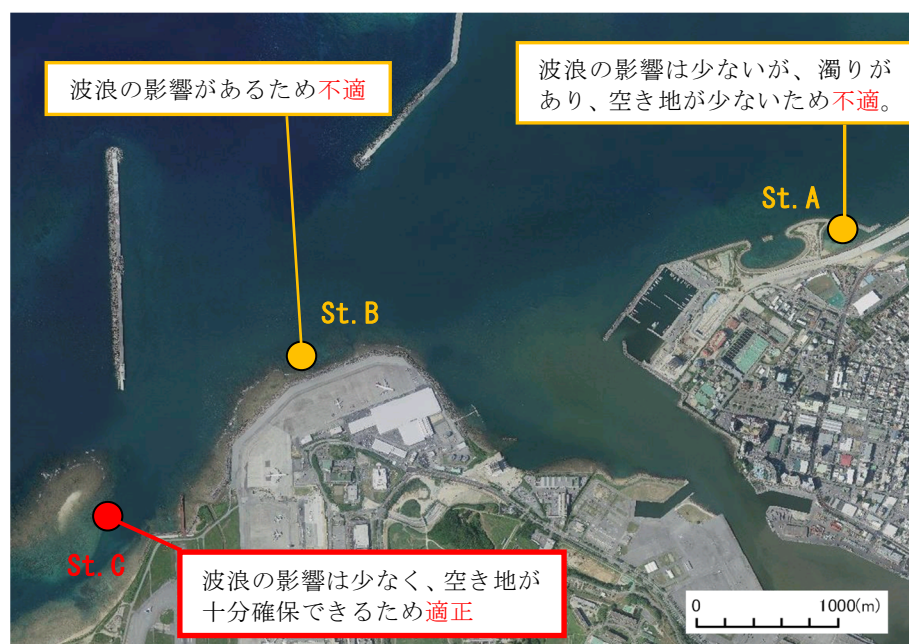 波浪の影響があるため不適
波浪の影響は少ないが、濁りが
あり、空き地が少ないため不適。
St.A
St.B
St.C
波浪の影響は少なく、空き地が
十分確保できるため適正
0 1000(m)